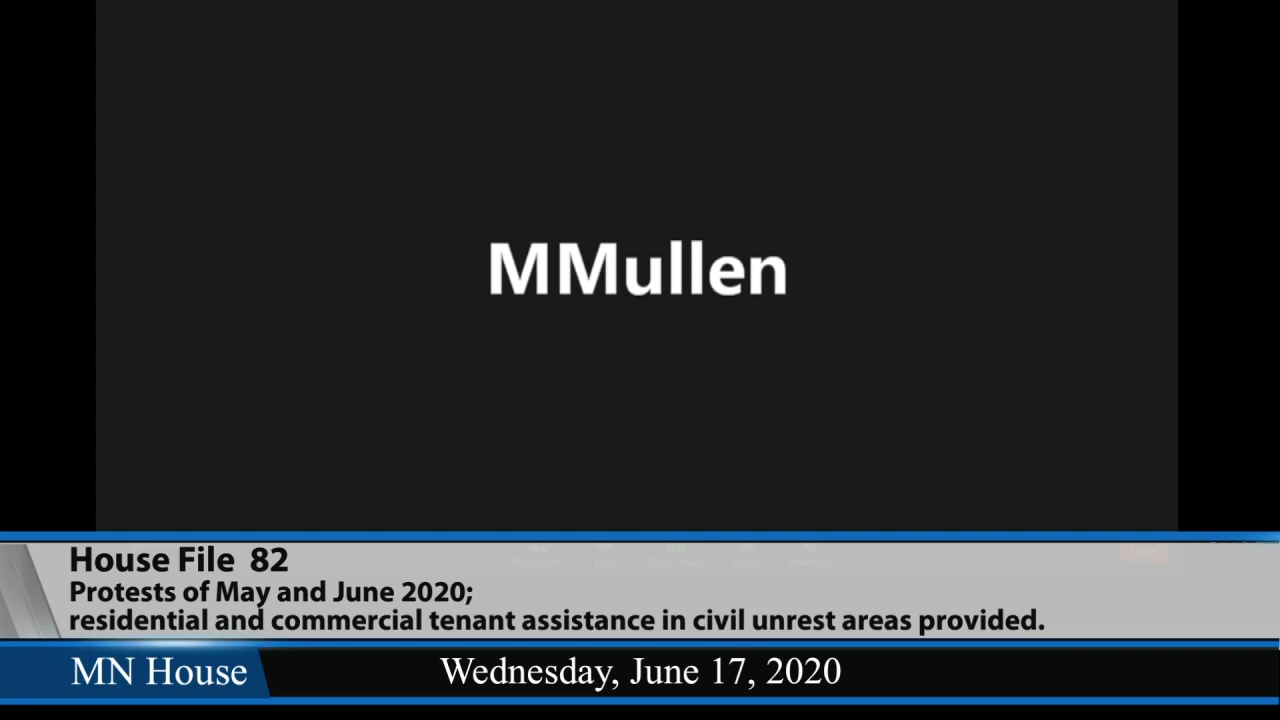 MMullen
House File 82
Protests of May and June 2020;
residential and commercial tenant assistance in civil unrest areas provided.
MN House
Wednesday, June 17, 2020